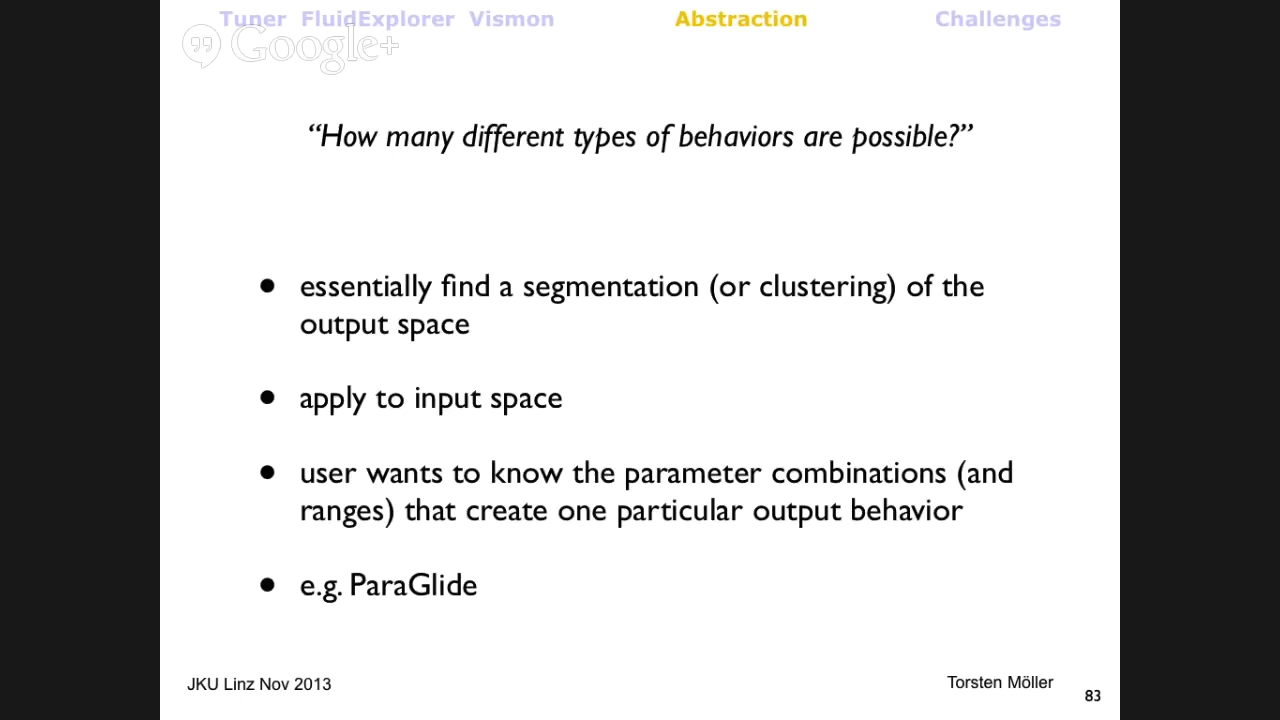 Tuner FluidExplorer Vismon Abstraction Challenges
Google+
“How many different types of behaviors are possible?”
• essentially find a segmentation (or clustering) of the
output space
• apply to input space
• user wants to know the parameter combinations (and
ranges) that create one particular output behavior
• e.g. ParaGlide
JKU Linz Nov 2013
Torsten Möller
83